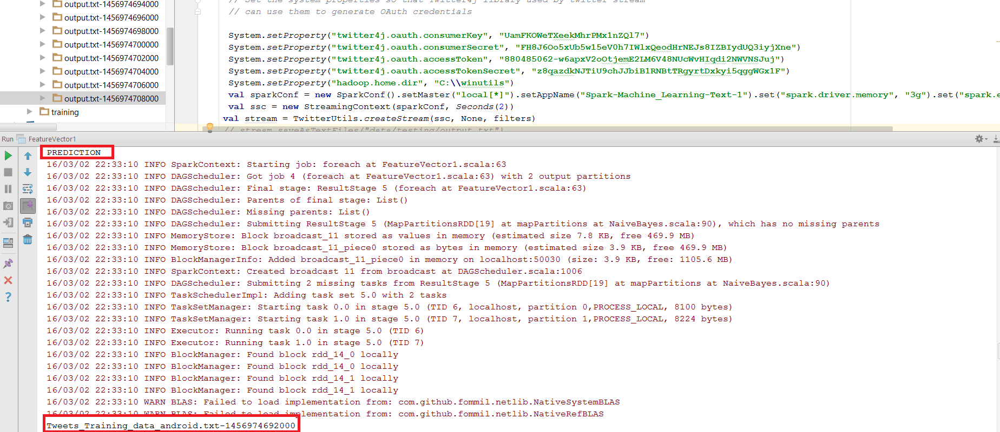 output.txt-1456974694000
output.txt-1456974696000
output.txt-1456974698000
output.txt-1456974700000
output.txt-1456974702000
output.txt-1456974704000
output.txt-1456974706000
output.txt-1456974708000
training
// Set the system properties so that Twitter4j library used by twitter stream
// can use them to generate OAuth credentials
System.setProperty("twitter4j.oauth.consumerKey", "UamFKOWeTXeekMhrPMx1nZQl7")
System.setProperty("twitter4j.oauth.consumerSecret", "FH8J6Oo5xUb5wl5eV0h7IWlxQeodHrNEJs8IZBIydUQ3iyjXne")
System.setProperty("twitter4j.oauth.accessToken", "880485062-w6apxV2oOtjemE2LM6V48NUcWvHIqdi2NWVNSJuj")
System.setProperty("twitter4j.oauth.accessTokenSecret", "z8qazdkNJTiU9chJJbiB1RNBtTRgyrtDxkyi5qggWGx1F")
System.setProperty("hadoop.home.dir", "C:\\winutils")
val sparkConf = new SparkConf().setMaster("local[*]").setAppName("Spark-Machine_Learning-Text-1").set("spark.driver.memory", "3g").set("spark.e
val ssc = new StreamingContext(sparkConf, Seconds(2))
val stream = TwitterUtils.createStream(ssc, None, filters)
// stream.saveAsTextFiles("data/testing/output.txt")
Run FeatureVector1
PREDICTION
16/03/02 22:33:10 INFO SparkContext: Starting job: foreach at FeatureVector1.scala:63
16/03/02 22:33:10 INFO DAGScheduler: Got job 4 (foreach at FeatureVector1.scala:63) with 2 output partitions
16/03/02 22:33:10 INFO DAGScheduler: Final stage: ResultStage 5 (foreach at FeatureVector1.scala:63)
16/03/02 22:33:10 INFO DAGScheduler: Parents of final stage: List()
16/03/02 22:33:10 INFO DAGScheduler: Missing parents: List()
16/03/02 22:33:10 INFO DAGScheduler: Submitting ResultStage 5 (MapPartitionsRDD[19] at mapPartitions at NaiveBayes.scala:90), which has no missing parents
16/03/02 22:33:10 INFO MemoryStore: Block broadcast_11 stored as values in memory (estimated size 7.8 KB, free 469.9 MB)
16/03/02 22:33:10 INFO MemoryStore: Block broadcast_11_piece0 stored as bytes in memory (estimated size 3.9 KB, free 469.9 MB)
16/03/02 22:33:10 INFO BlockManagerInfo: Added broadcast_11_piece0 in memory on localhost:50030 (size: 3.9 KB, free: 1105.6 MB)
16/03/02 22:33:10 INFO SparkContext: Created broadcast 11 from broadcast at DAGScheduler.scala:1006
16/03/02 22:33:10 INFO DAGScheduler: Submitting 2 missing tasks from ResultStage 5 (MapPartitionsRDD[19] at mapPartitions at NaiveBayes.scala:90)
16/03/02 22:33:10 INFO TaskSchedulerImpl: Adding task set 5.0 with 2 tasks
16/03/02 22:33:10 INFO TaskSetManager: Starting task 0.0 in stage 5.0 (TID 6, localhost, partition 0,PROCESS_LOCAL, 8100 bytes)
16/03/02 22:33:10 INFO TaskSetManager: Starting task 1.0 in stage 5.0 (TID 7, localhost, partition 1,PROCESS_LOCAL, 8224 bytes)
16/03/02 22:33:10 INFO Executor: Running task 0.0 in stage 5.0 (TID 6)
16/03/02 22:33:10 INFO Executor: Running task 1.0 in stage 5.0 (TID 7)
16/03/02 22:33:10 INFO BlockManager: Found block rdd_14_0 locally
16/03/02 22:33:10 INFO BlockManager: Found block rdd_14_0 locally
16/03/02 22:33:10 INFO BlockManager: Found block rdd_14_1 locally
16/03/02 22:33:10 INFO BlockManager: Found block rdd_14_1 locally
16/03/02 22:33:10 WARN BLAS: Failed to load implementation from: com.github.fommil.netlib.NativeSystemBLAS
16/03/02 22:33:10 WARN BLAS: Failed to load implementation from: com.github.fommil.netlib.NativeRefBLAS
Tweets_Training_data_android.txt-1456974692000